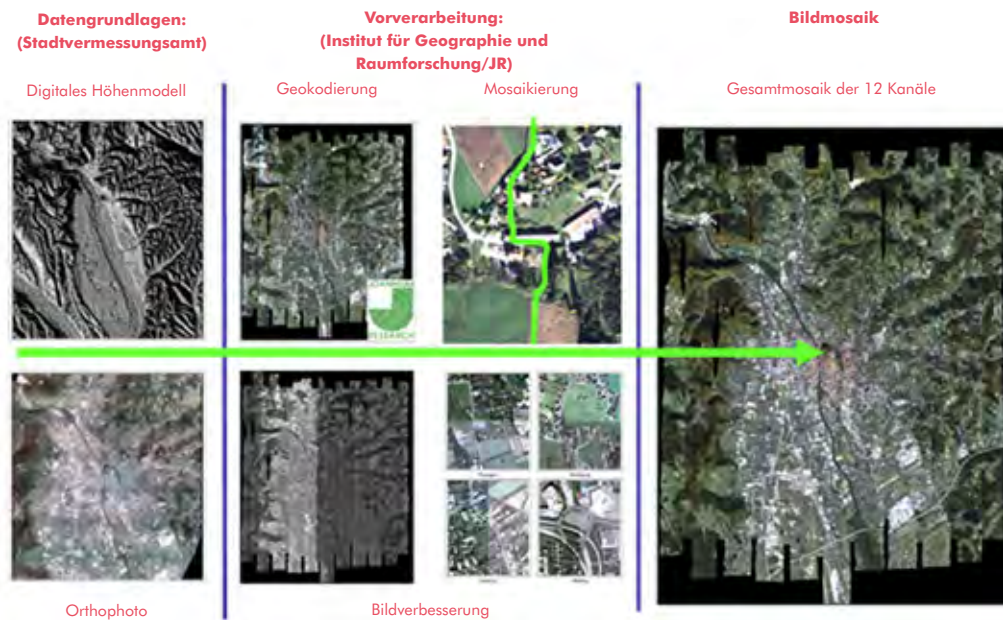 Datengrundlagen:
(Stadtvermessungsamt)
Vorverarbeitung:
(Institut für Geographie und
Raumforschung/JR)
Bildmosaik
Digitales Höhenmodell
Geokodierung
Mosaikierung
Gesamtmosaik der 12 Kanäle
Orthophoto
Bildverbesserung